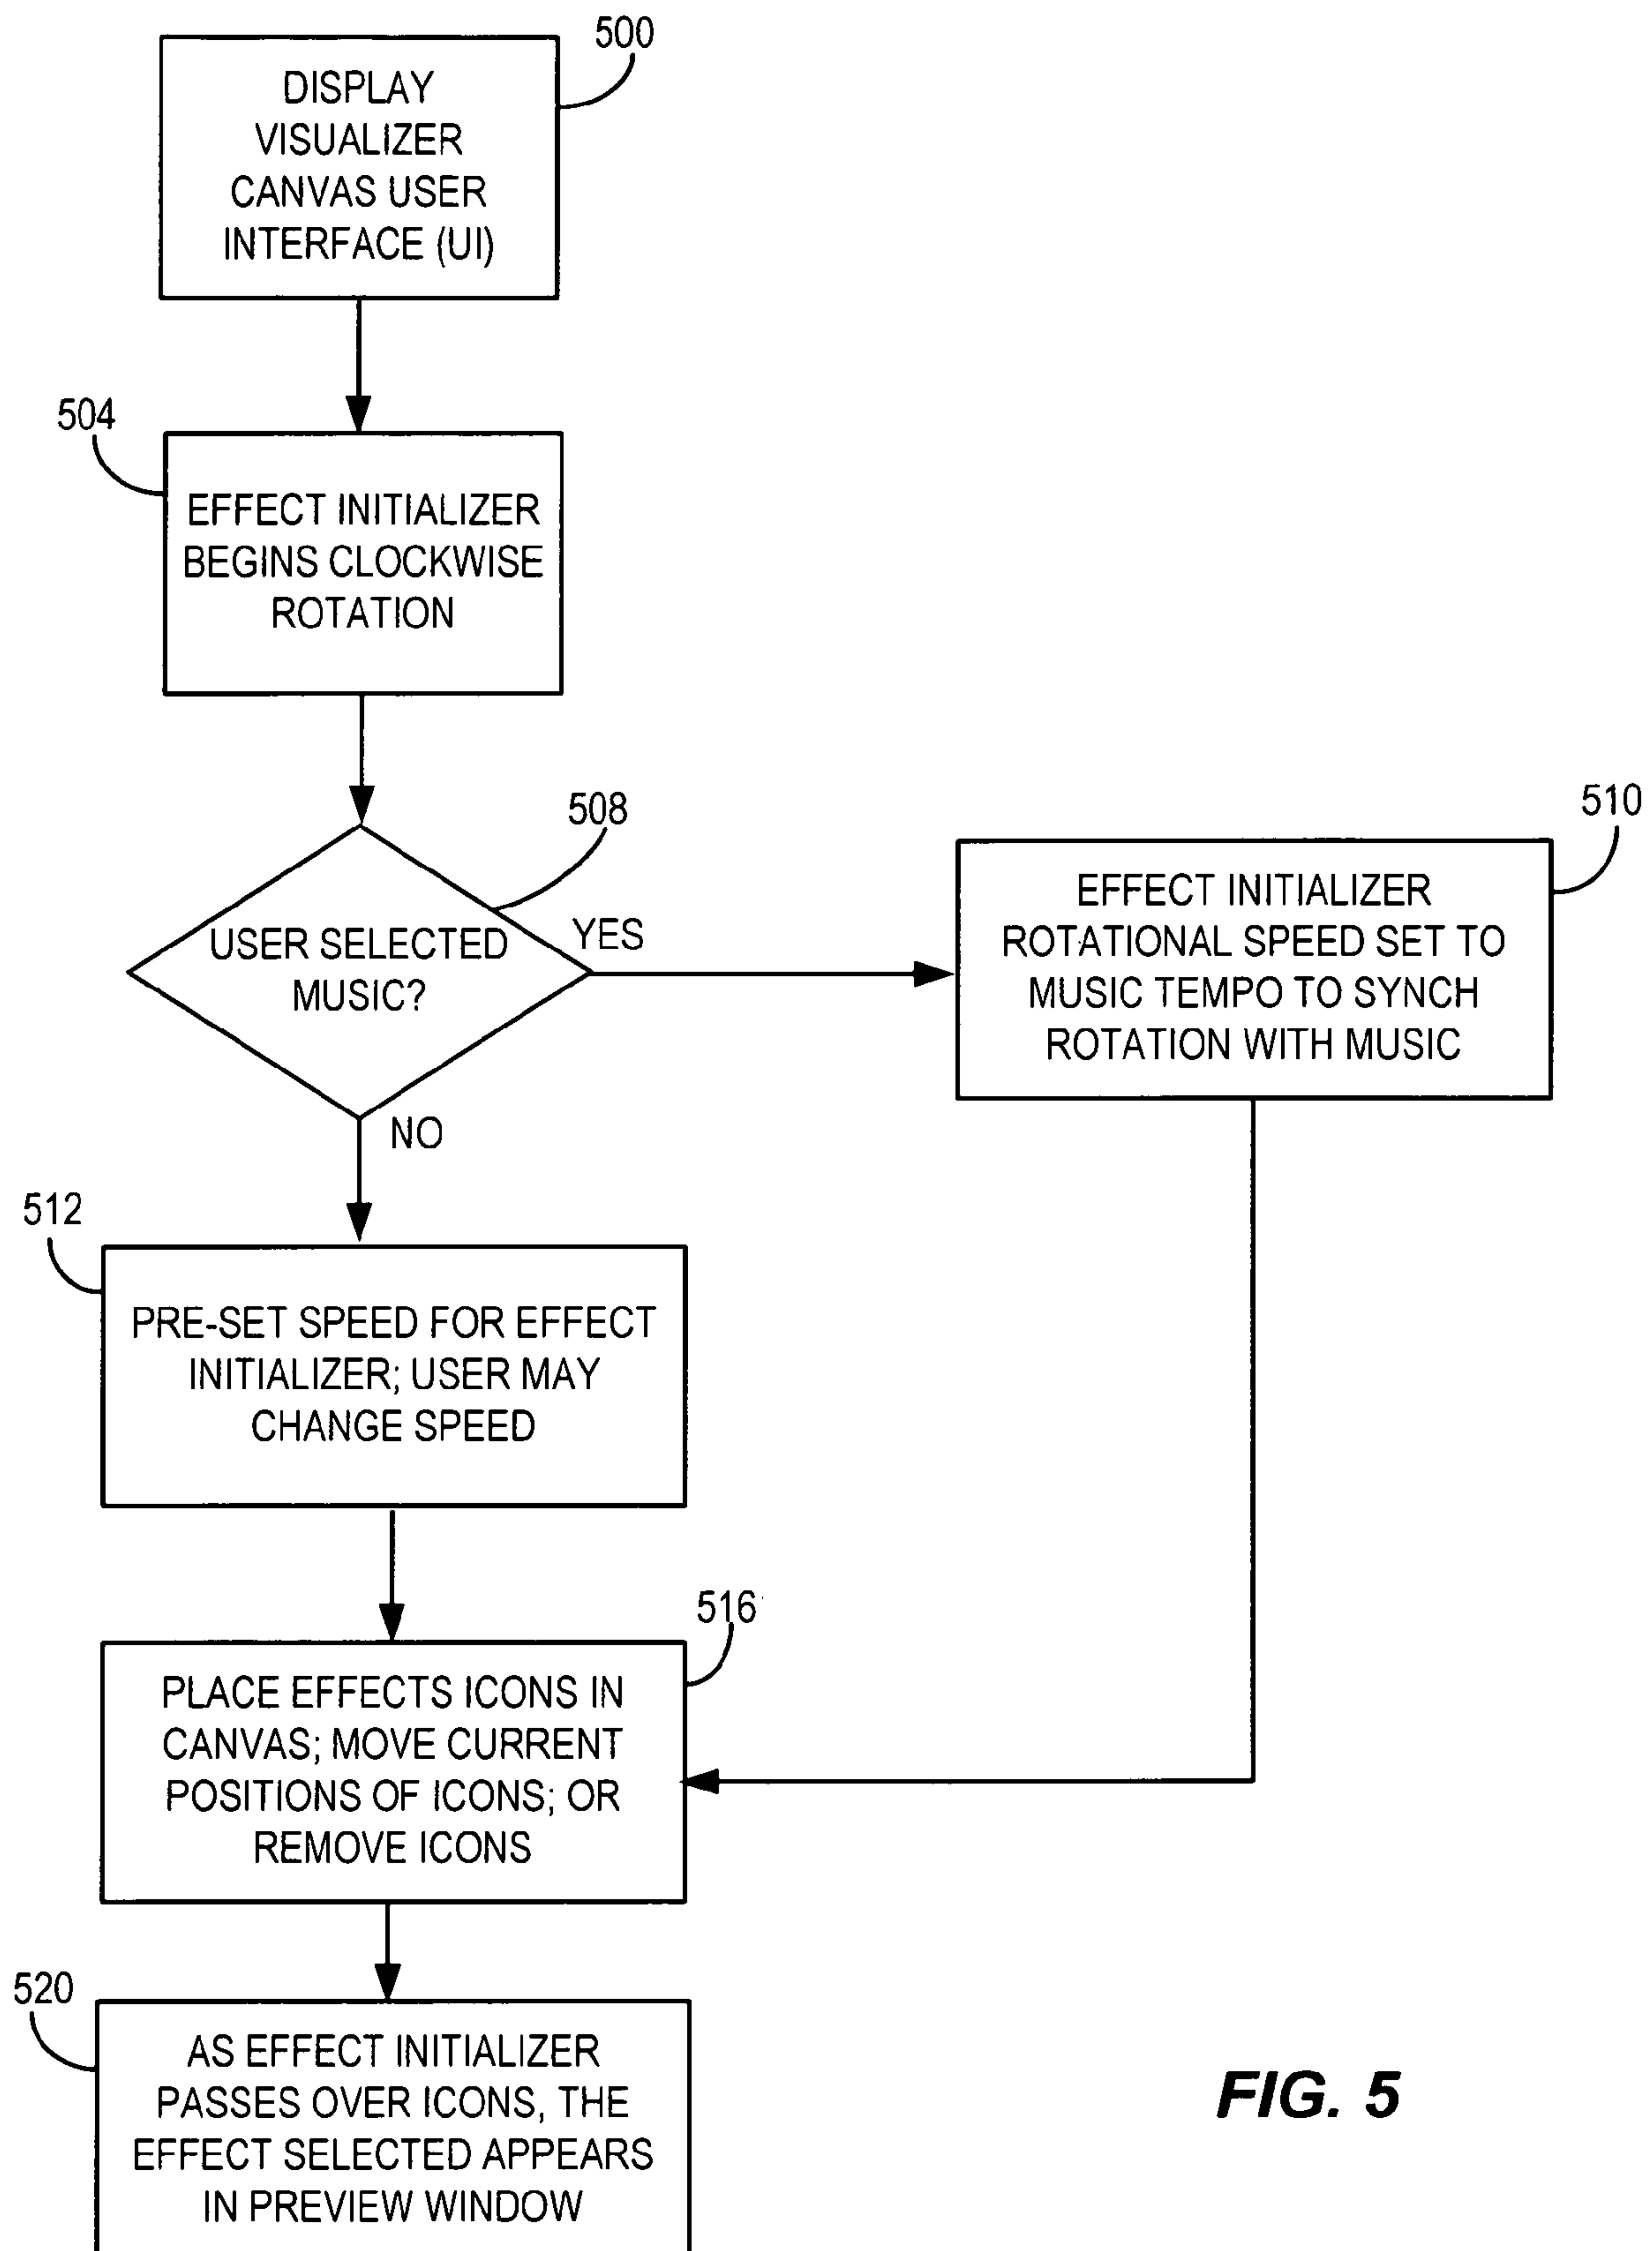 500
DISPLAY
VISUALIZER
CANVAS USER
INTERFACE (UI)
504
EFFECT INITIALIZER
BEGINS CLOCKWISE
ROTATION
508
USER SELECTED
MUSIC?
YES
NO
510
EFFECT INITIALIZER
ROTATIONAL SPEED SET TO
MUSIC TEMPO TO SYNCH
ROTATION WITH MUSIC
512
PRE-SET SPEED FOR EFFECT
INITIALIZER; USER MAY
CHANGE SPEED
516
PLACE EFFECTS ICONS IN
CANVAS; MOVE CURRENT
POSITIONS OF ICONS; OR
REMOVE ICONS
520
AS EFFECT INITIALIZER
PASSES OVER ICONS, THE
EFFECT SELECTED APPEARS
IN PREVIEW WINDOW
FIG. 5